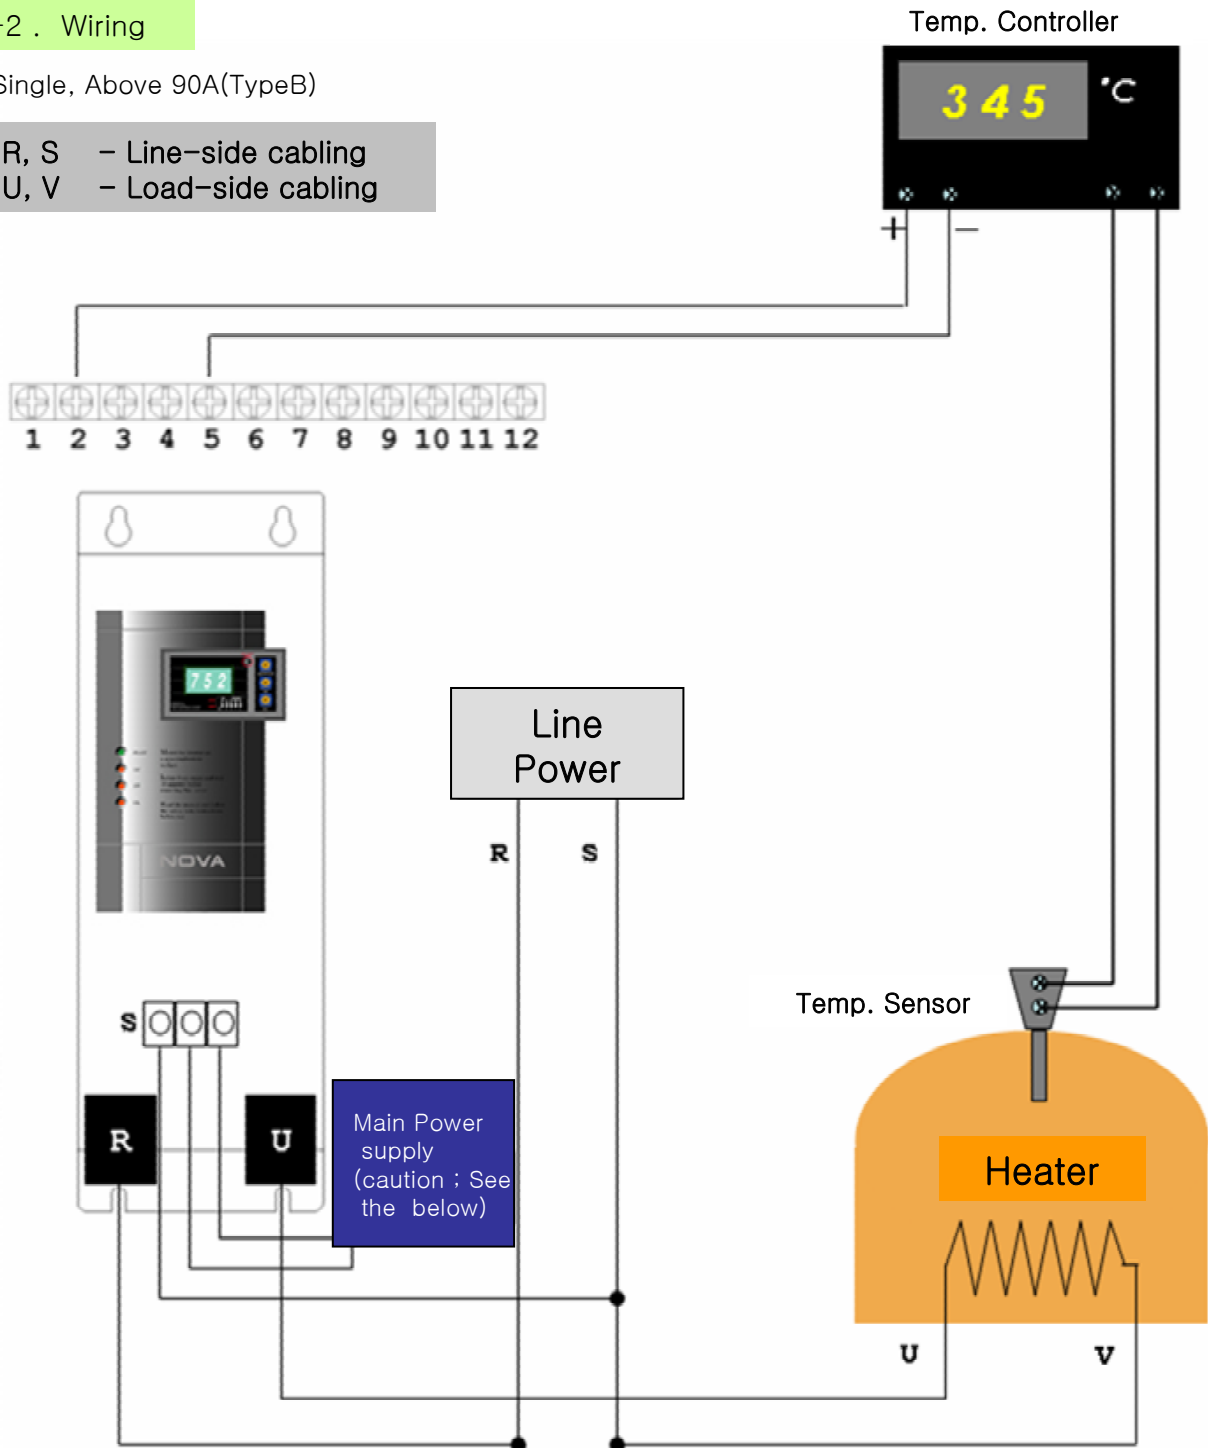 -2 . Wiring
Temp. Controller
Single, Above 90A(TypeB)
345 °C
R, S - Line-side cabling
U, V - Load-side cabling
+ -
1 2 3 4 5 6 7 8 9 10 11 12
752
Line
Power
R S
NOVA
Temp. Sensor
S
R U
Main Power
supply
(caution ; See
the below)
Heater
U V